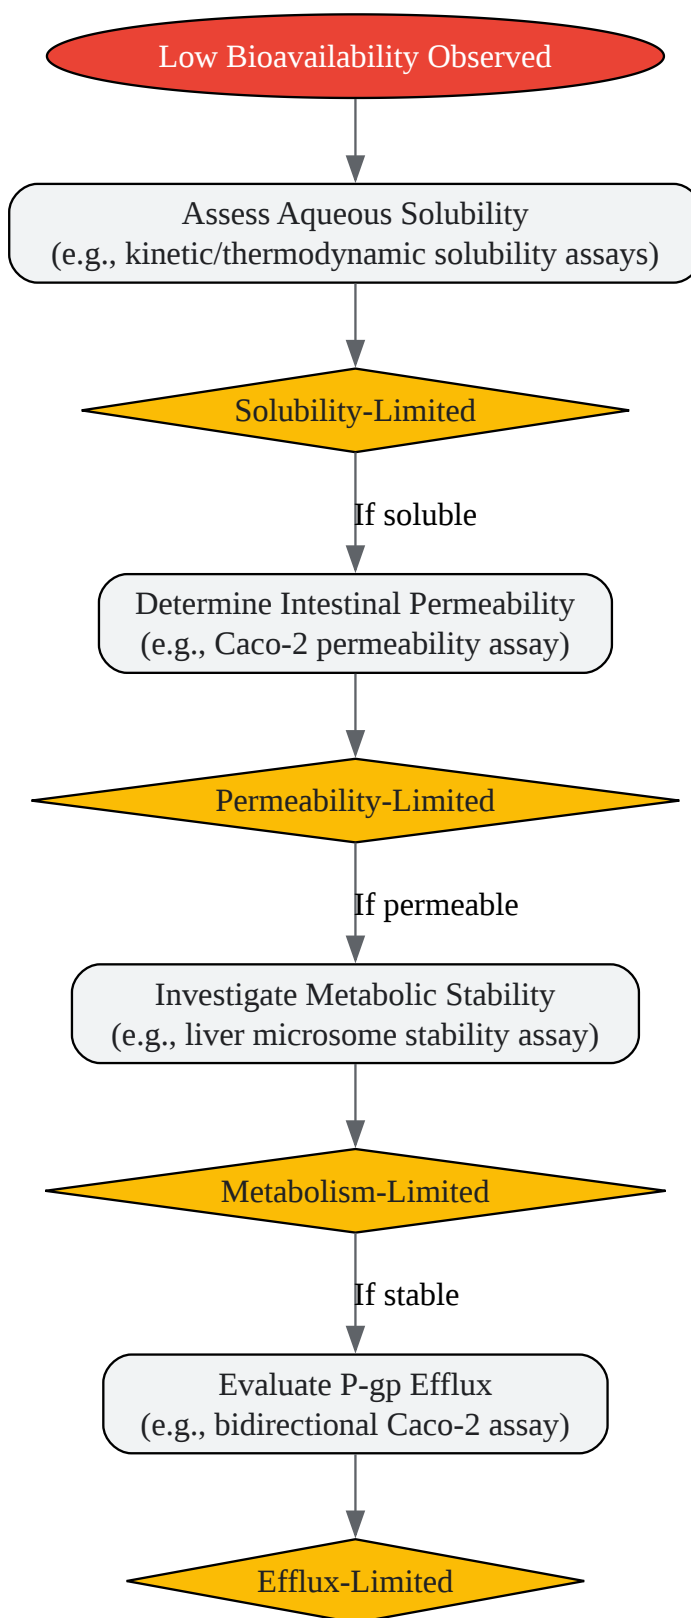 Low Bioavailability Observed
Assess Aqueous Solubility
(e.g., kinetic/thermodynamic solubility assays)
Solubility-Limited
If soluble
Determine Intestinal Permeability
(e.g., Caco-2 permeability assay)
Permeability-Limited
If permeable
Investigate Metabolic Stability
(e.g., liver microsome stability assay)
Metabolism-Limited
If stable
Evaluate P-gp Efflux
(e.g., bidirectional Caco-2 assay)
Efflux-Limited